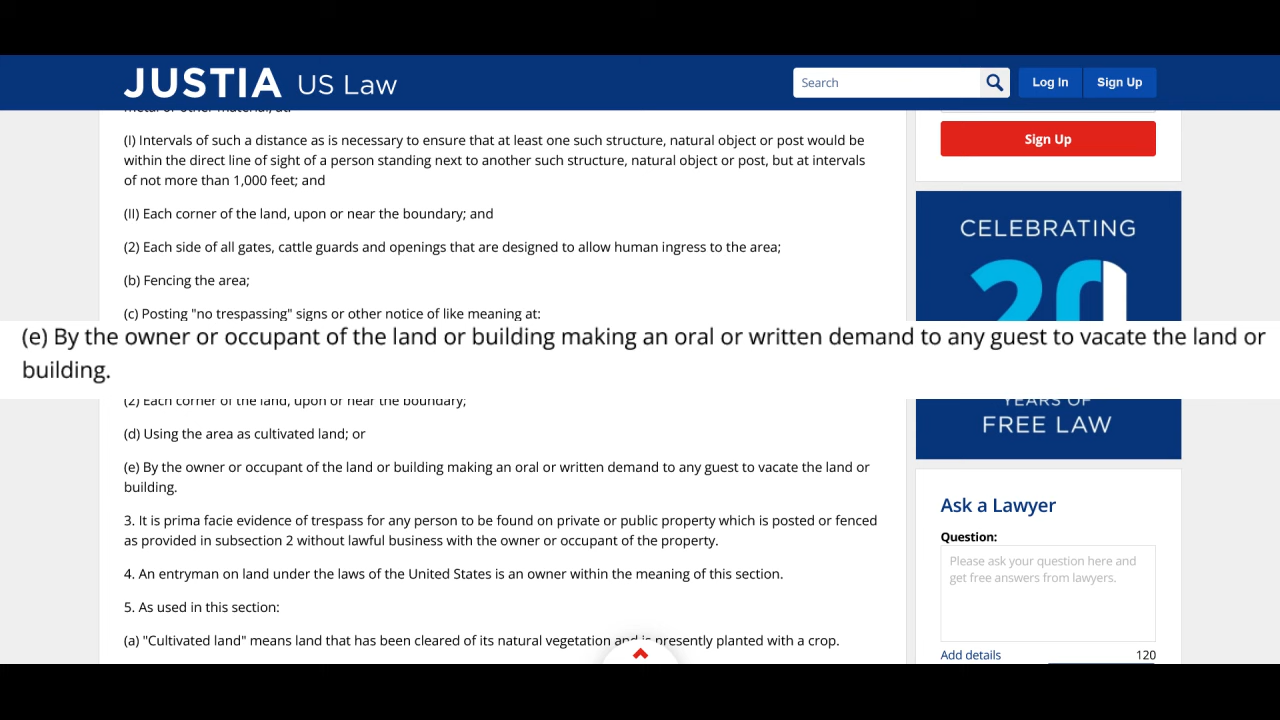 JUSTIA US Law
Search
Log In
Sign Up
metal or other material, at:
(I) Intervals of such a distance as is necessary to ensure that at least one such structure, natural object or post would be
within the direct line of sight of a person standing next to another such structure, natural object or post, but at intervals
of not more than 1,000 feet; and
(II) Each corner of the land, upon or near the boundary; and
(2) Each side of all gates, cattle guards and openings that are designed to allow human ingress to the area;
(b) Fencing the area;
(c) Posting "no trespassing" signs or other notice of like meaning at:
(e) By the owner or occupant of the land or building making an oral or written demand to any guest to vacate the land or
building.
(2) Each corner of the land, upon or near the boundary;
(d) Using the area as cultivated land; or
(e) By the owner or occupant of the land or building making an oral or written demand to any guest to vacate the land or
building.
3. It is prima facie evidence of trespass for any person to be found on private or public property which is posted or fenced
as provided in subsection 2 without lawful business with the owner or occupant of the property.
4. An entryman on land under the laws of the United States is an owner within the meaning of this section.
5. As used in this section:
(a) "Cultivated land" means land that has been cleared of its natural vegetation and is presently planted with a crop.
Sign Up
CELEBRATING
20
YEARS OF
FREE LAW
Ask a Lawyer
Question:
Please ask your question here and
get free answers from lawyers.
Add details
120